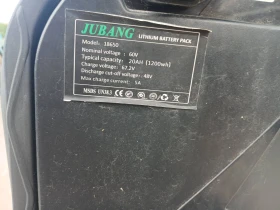 JUBANG LITHIUM BATTERY PACK
Model: 18650
Nominal voltage : 60V
Typical capacity: 20AH (1200wh)
Charge voltage : 67.2V
Discharge cut-off voltage : 48V
Max charge current : 5A
MSDS UN38.3